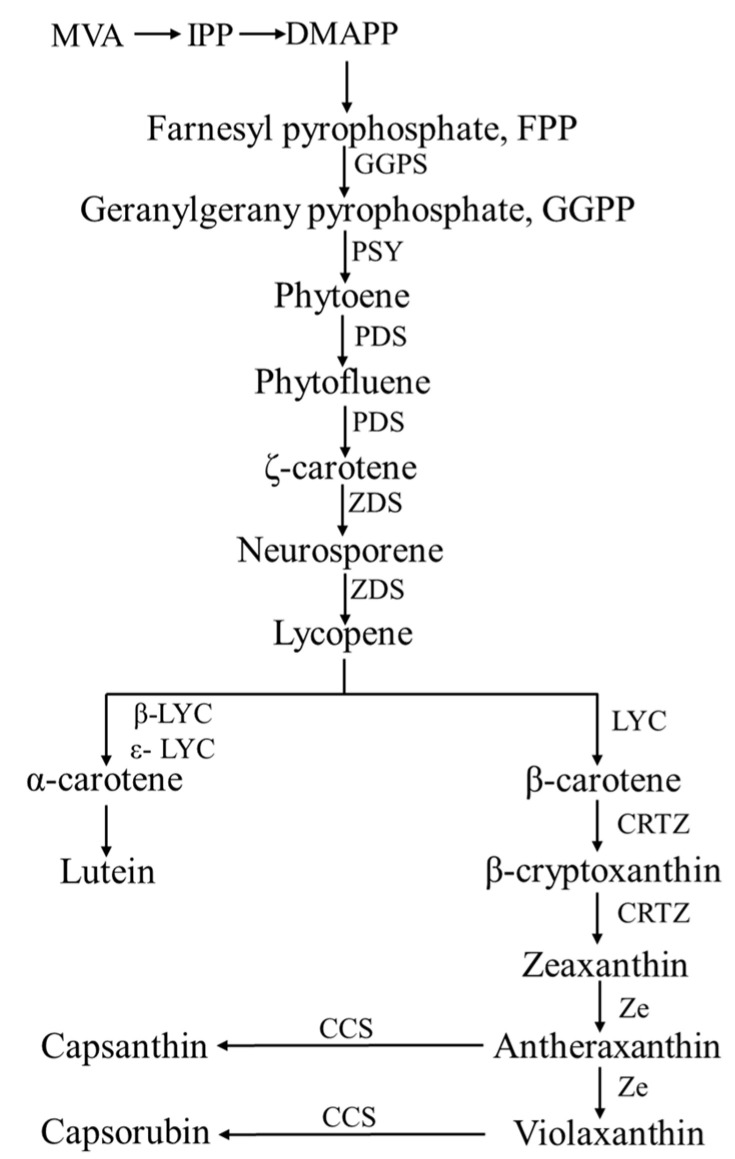 MVA → IPP → DMAPP
Farnesyl pyrophosphate, FPP
GGPS
Geranylgerany pyrophosphate, GGPP
PSY
Phytoene
PDS
Phytofluene
PDS
ζ-carotene
ZDS
Neurosporene
ZDS
Lycopene
β-LYC
ε- LYC
LYC
α-carotene
β-carotene
CRTZ
Lutein
β-cryptoxanthin
CRTZ
Zeaxanthin
Ze
Capsanthin
CCS
Antheraxanthin
Ze
Capsorubin
CCS
Violaxanthin